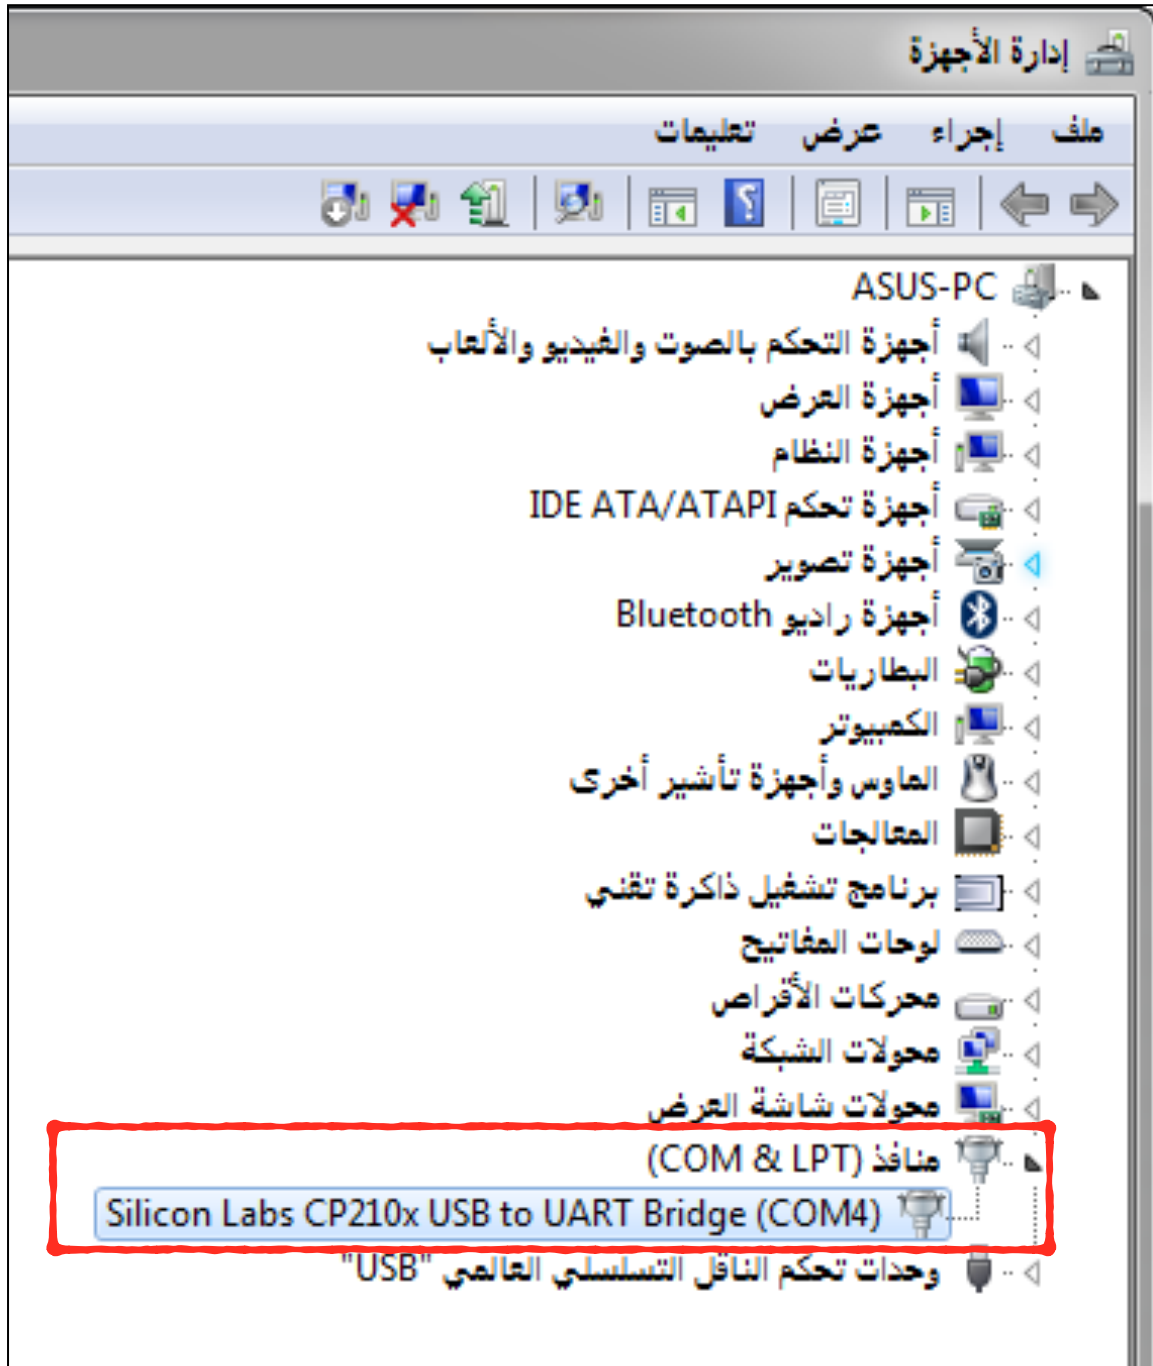 إدارة الأجهزة
ملف إجراء عرض تعليمات
ASUS-PC
أجهزة التحكم بالصوت والفيديو والألعاب
أجهزة العرض
أجهزة النظام
أجهزة تحكم IDE ATA/ATAPI
أجهزة تصوير
أجهزة راديو Bluetooth
البطاريات
الكمبيوتر
الماوس وأجهزة تأشير أخرى
المعالجات
برنامج تشغيل ذاكرة تقني
لوحات المفاتيح
محركات الأقراص
محولات الشبكة
محولات شاشة العرض
منافذ (COM & LPT)
Silicon Labs CP210x USB to UART Bridge (COM4)
وحدات تحكم الناقل التسلسلي العالمي "USB"